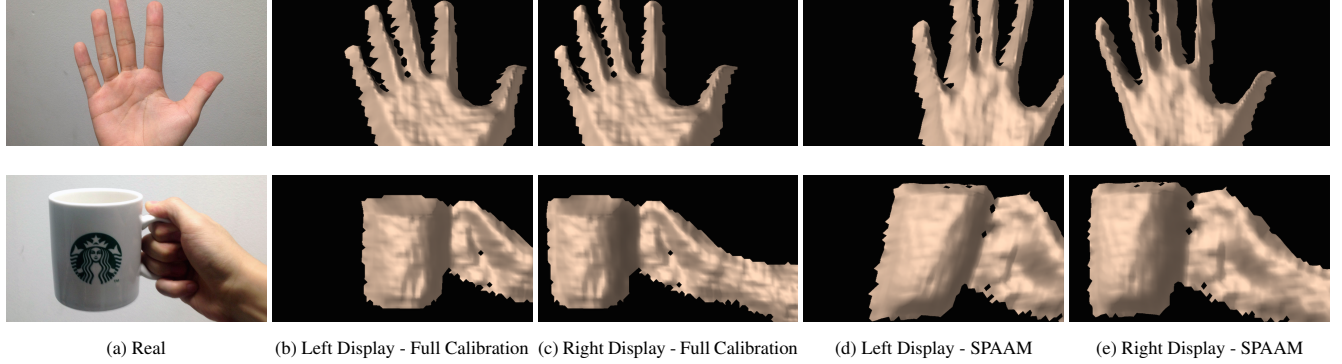 (a) Real
(b) Left Display - Full Calibration
(c) Right Display - Full Calibration
(d) Left Display - SPAAM
(e) Right Display - SPAAM